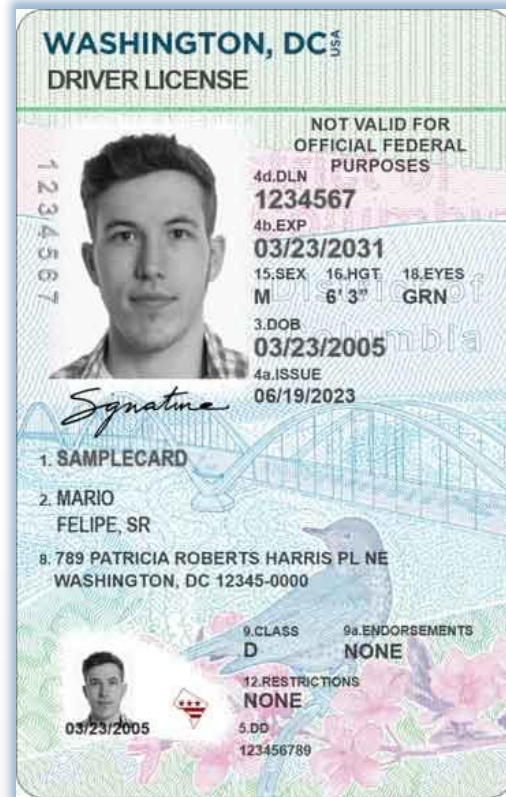 WASHINGTON, DC USA
DRIVER LICENSE
NOT VALID FOR
OFFICIAL FEDERAL
PURPOSES
1234567
4d.DLN
1234567
4b.EXP
03/23/2031
15.SEX 16.HGT 18.EYES
M 6' 3" GRN
3.DOB
03/23/2005
4a.ISSUE
06/19/2023
District of
Columbia
Signature
1. SAMPLECARD
2. MARIO
FELIPE, SR
8. 789 PATRICIA ROBERTS HARRIS PL NE
WASHINGTON, DC 12345-0000
9.CLASS 9a.ENDORSEMENTS
D NONE
12.RESTRICTIONS
NONE
03/23/2005
5.DD
123456789